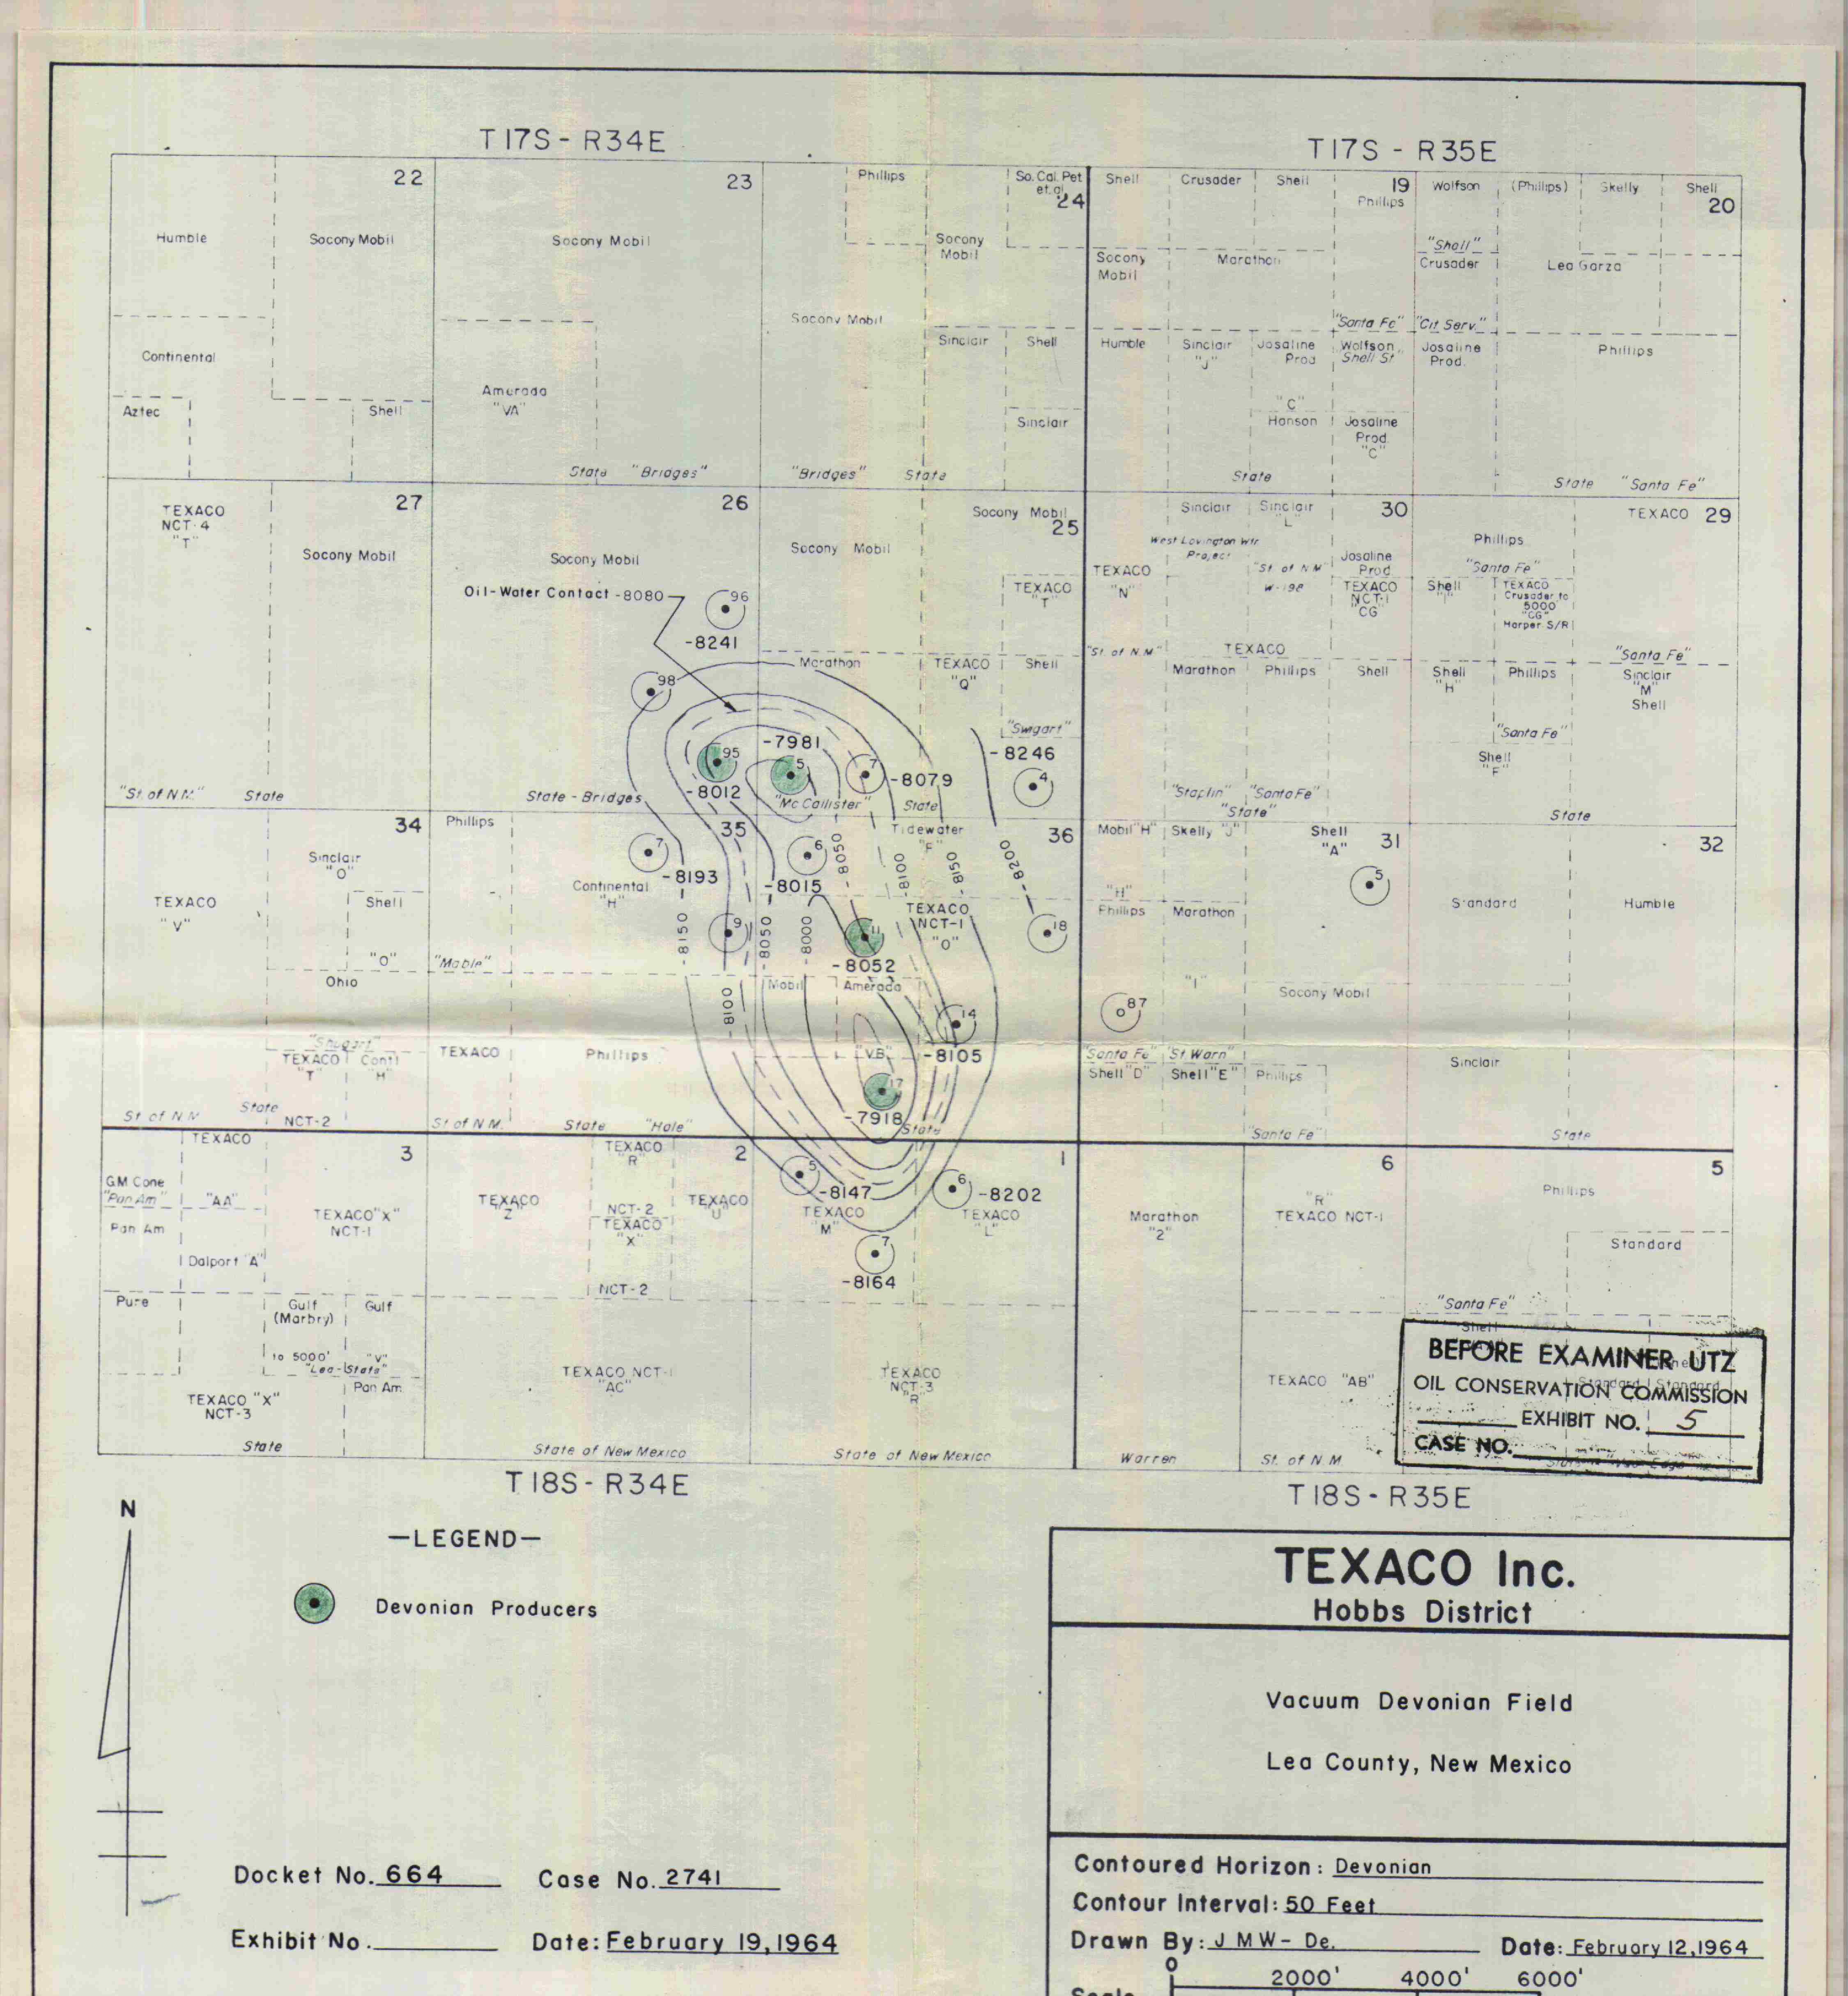 T17S - R34E
T17S - R35E
22
23
Phillips
So. Cal. Pet
et. al.
24
Shell
Crusader
Shell
19
Phillips
Wolfson
(Phillips)
Skelly
Shell
20
Humble
Socony Mobil
Socony Mobil
Socony
Mobil
Socony
Mobil
Marathon
"Shell"
Crusader
Leo Garza
Socony Mobil
"Santa Fe"
"Cit. Serv."
Continental
Sinclair
Shell
Humble
Sinclair
"J"
Josaline
Prod
Wolfson
Shell St
Josaline
Prod.
Phillips
Aztec
Shell
Amerada
"VA"
Sinclair
"C"
Hanson
Josaline
Prod.
"C"
State "Bridges"
"Bridges" State
State
State "Santa Fe"
TEXACO
NCT-4
"T"
27
26
Socony Mobil
25
Sinclair
Sinclair
"L"
30
TEXACO 29
Socony Mobil
Socony Mobil
Socony Mobil
West Lovington Wtr
Project
Phillips
Oil-Water Contact -8080
96
-8241
TEXACO
"T"
TEXACO
"N"
"St. of N M"
W-198
Josaline
Prod
TEXACO
NCT-1
"CG"
"Santa Fe"
Shell
TEXACO
Crusader to
5000'
"CG"
Harper S/R
"St. of N.M"
TEXACO
"Santa Fe"
98
Marathon
TEXACO
"Q"
Shell
Marathon
Phillips
Shell
Shell
"H"
Phillips
Sinclair
"M"
Shell
"Swigart"
"Santa Fe"
Shell
"F"
95
-7981
5
7
-8079
-8246
4
-8012
"St. of N.M." State
State - Bridges
"McCallister" State
"Staplin" "Santa Fe"
"State"
State
34
Phillips
35
Tidewater
"F"
36
Mobil "H"
Skelly "J"
Shell
"A"
31
32
Sinclair
"O"
7
-8193
6
-8015
-8050
-8100
-8150
-8200
5
TEXACO
"V"
Shell
Continental
"H"
"H"
Phillips
Marathon
Standard
Humble
-8150
9
-8050
-8000
11
-8052
TEXACO
NCT-1
"O"
18
"O"
"Mable"
Ohio
Mobil
Amerada
"I"
Socony Mobil
-8100
87
14
-8105
"Shugart"
TEXACO
"T"
Cont'l
"H"
TEXACO
Phillips
"V.B."
"Santa Fe"
Shell "D"
"St. Warn"
Shell "E"
Phillips
Sinclair
17
-7918
St. of N M State
NCT-2
St of N.M.
State "Hale"
State
"Santa Fe"
State
TEXACO
3
TEXACO
"R"
2
1
6
5
G.M Cone
"Pan Am"
"AA"
Pan Am
TEXACO "X"
NCT-1
TEXACO
"Z"
NCT-2
TEXACO
"X"
TEXACO
"U"
5
-8147
TEXACO
"M"
6
-8202
TEXACO
"L"
Marathon
"2"
"R"
TEXACO NCT-1
Phillips
Standard
Dalport "A"
7
-8164
Pure
Gulf
(Marbry)
Gulf
NCT-2
"Santa Fe"
Shell
to 5000'
"V"
"Lea-State"
Pan Am
TEXACO "X"
NCT-3
TEXACO NCT-1
"AC"
TEXACO
NCT-3
"R"
TEXACO "AB"
State
State of New Mexico
State of New Mexico
Warren
St. of N M
BEFORE EXAMINER UTZ
OIL CONSERVATION COMMISSION
EXHIBIT NO. 5
CASE NO.
T18S - R34E
T18S - R35E
N
—LEGEND—
Devonian Producers
TEXACO Inc.
Hobbs District
Vacuum Devonian Field
Lea County, New Mexico
Docket No. 664
Case No. 2741
Exhibit No.
Date: February 19, 1964
Contoured Horizon: Devonian
Contour Interval: 50 Feet
Drawn By: J M W - De.
Date: February 12, 1964
0
2000'
4000'
6000'
Scale